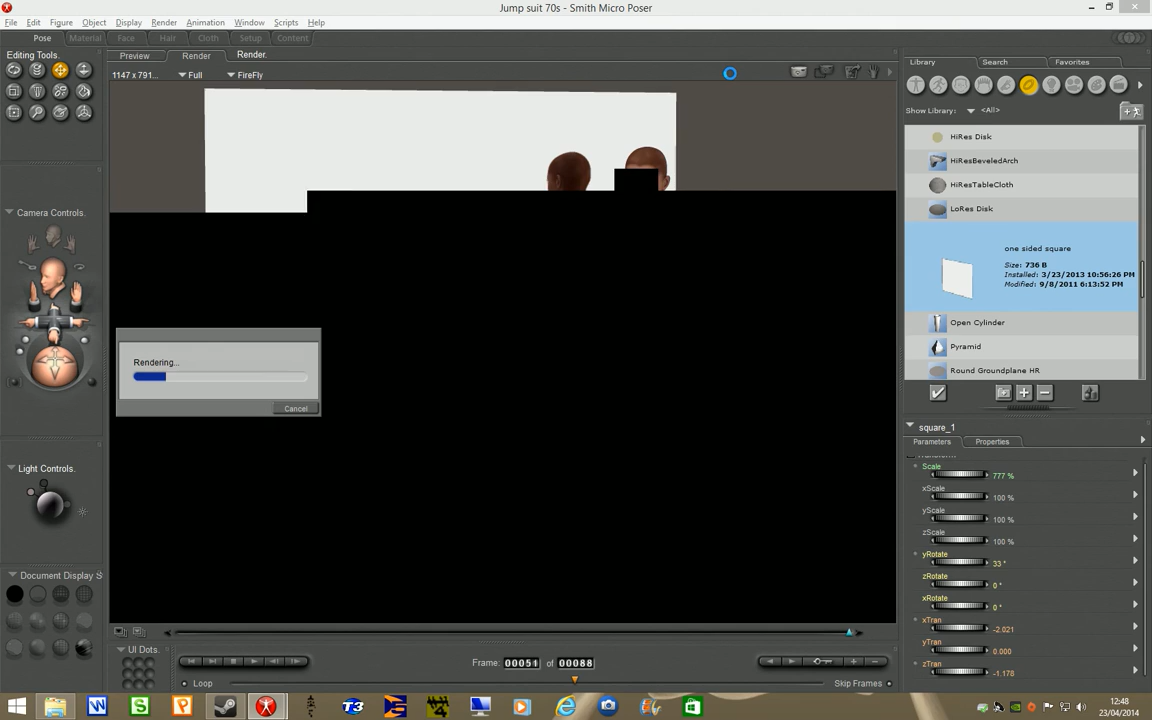 Jump suit 70s - Smith Micro Poser
File Edit Figure Object Display Render Animation Window Scripts Help
Pose Material Face Hair Cloth Setup Content
Editing Tools.
Preview Render Render.
1147 x 791... Full FireFly
Library Search Favorites
Show Library: <All>
HiRes Disk
HiResBeveledArch
HiResTableCloth
LoRes Disk
one sided square
Size: 736 B
Installed: 3/23/2013 10:56:26 PM
Modified: 9/8/2011 6:13:52 PM
Open Cylinder
Pyramid
Round Groundplane HR
Camera Controls.
Rendering...
Cancel
Light Controls.
Document Display S
square_1
Parameters Properties
Transform
Scale
777 %
xScale
100 %
yScale
100 %
zScale
100 %
yRotate
33 °
zRotate
0 °
xRotate
0 °
xTran
-2.021
yTran
0.000
zTran
-1.178
UI Dots.
Frame: 00051 of 00088
Loop
Skip Frames
12:48
23/04/2014